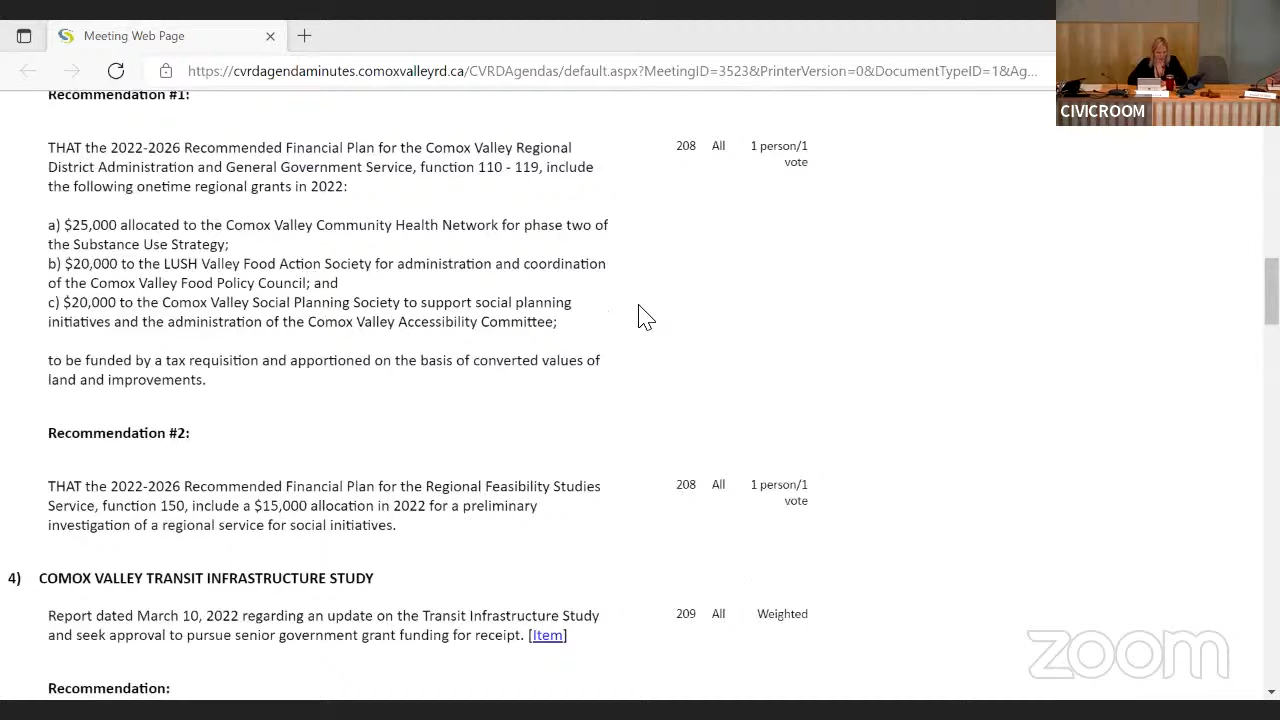 Meeting Web Page
https://cvrdagendaminutes.comoxvalleyrd.ca/CVRDAgendas/default.aspx?MeetingID=3523&PrinterVersion=0&DocumentTypeID=1&Ag...
CIVICROOM
Recommendation #1:
THAT the 2022-2026 Recommended Financial Plan for the Comox Valley Regional 208 All 1 person/1
District Administration and General Government Service, function 110 - 119, include vote
the following onetime regional grants in 2022:
a) $25,000 allocated to the Comox Valley Community Health Network for phase two of
the Substance Use Strategy;
b) $20,000 to the LUSH Valley Food Action Society for administration and coordination
of the Comox Valley Food Policy Council; and
c) $20,000 to the Comox Valley Social Planning Society to support social planning
initiatives and the administration of the Comox Valley Accessibility Committee;
to be funded by a tax requisition and apportioned on the basis of converted values of
land and improvements.
Recommendation #2:
THAT the 2022-2026 Recommended Financial Plan for the Regional Feasibility Studies 208 All 1 person/1
Service, function 150, include a $15,000 allocation in 2022 for a preliminary vote
investigation of a regional service for social initiatives.
4) COMOX VALLEY TRANSIT INFRASTRUCTURE STUDY
Report dated March 10, 2022 regarding an update on the Transit Infrastructure Study 209 All Weighted
and seek approval to pursue senior government grant funding for receipt. [Item]
Recommendation:
zoom